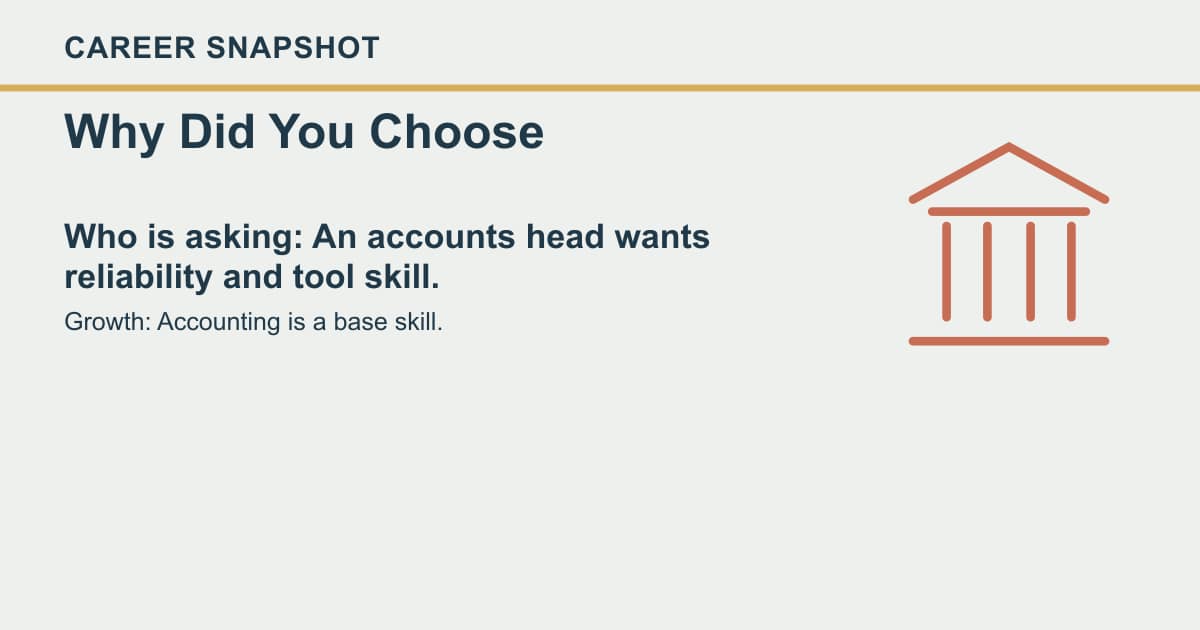 CAREER SNAPSHOT
Why Did You Choose
Who is asking: An accounts head wants
reliability and tool skill.
Growth: Accounting is a base skill.